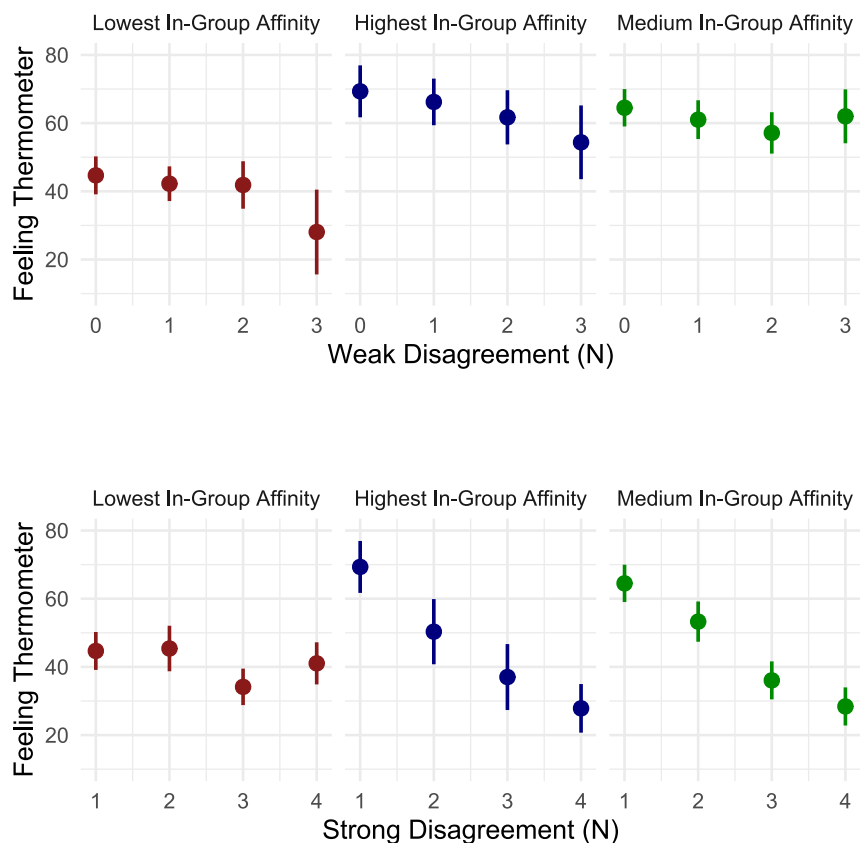 Lowest In-Group Affinity Highest In-Group Affinity Medium In-Group Affinity
80
60
40
20
Feeling Thermometer
0 1 2 3 0 1 2 3 0 1 2 3
Weak Disagreement (N)
Lowest In-Group Affinity Highest In-Group Affinity Medium In-Group Affinity
80
60
40
20
Feeling Thermometer
1 2 3 4 1 2 3 4 1 2 3 4
Strong Disagreement (N)